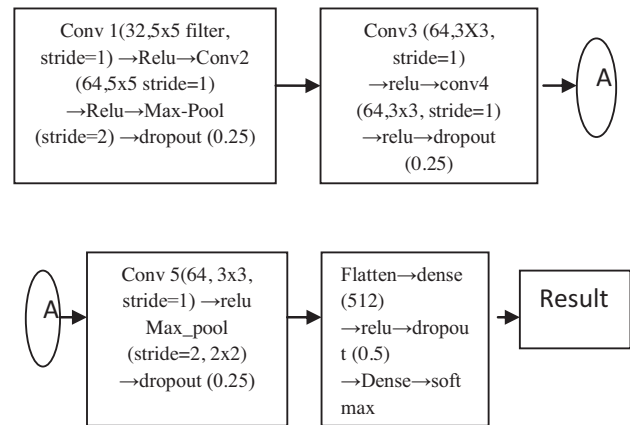 Conv 1(32,5x5 filter,
stride=1) →Relu→Conv2
(64,5x5 stride=1)
→Relu→Max-Pool
(stride=2) →dropout (0.25)
Conv3 (64,3X3,
stride=1)
→relu→conv4
(64,3x3, stride=1)
→relu→dropout
(0.25)
A
A
Conv 5(64, 3x3,
stride=1) →relu
Max_pool
(stride=2, 2x2)
→dropout (0.25)
Flatten→dense
(512)
→relu→dropou
t (0.5)
→Dense→soft
max
Result